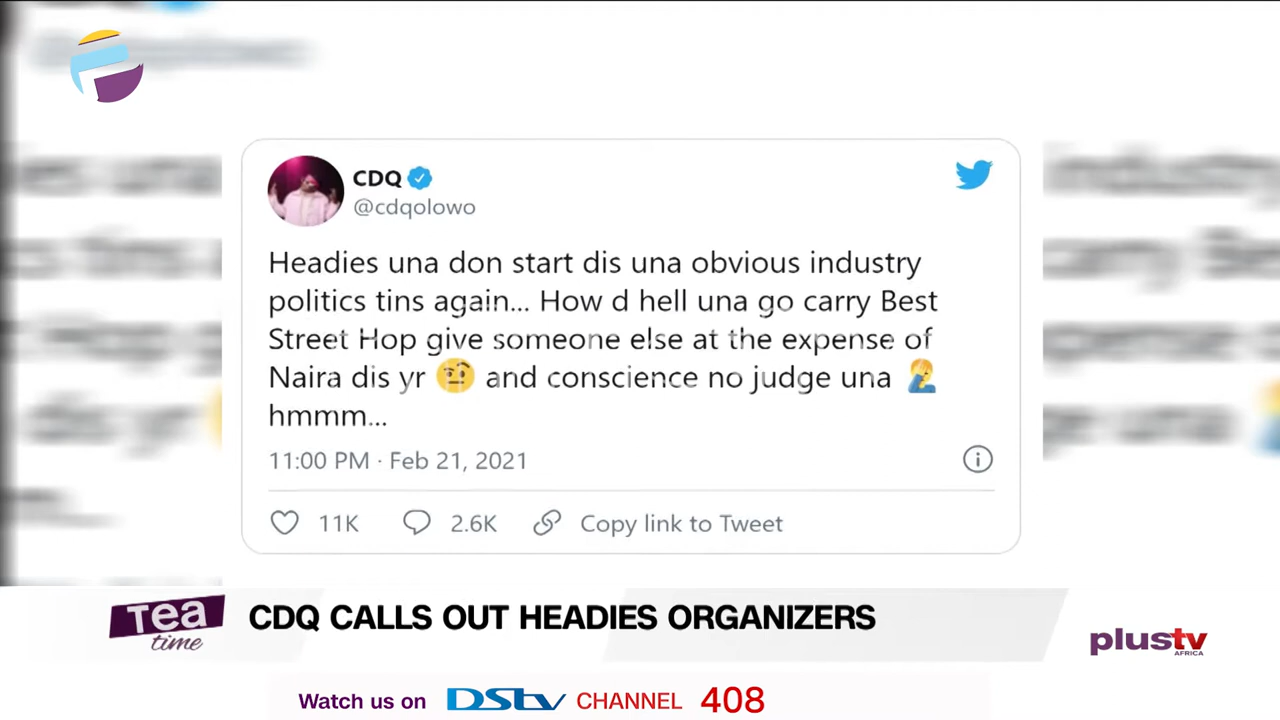 CDQ
@cdqolowo
Headies una don start dis una obvious industry
politics tins again... How d hell una go carry Best
Street Hop give someone else at the expense of
Naira dis yr 🤨 and conscience no judge una 🤦‍♂️
hmmm...
11:00 PM · Feb 21, 2021
11K 2.6K Copy link to Tweet
Tea
time
CDQ CALLS OUT HEADIES ORGANIZERS
plustv
AFRICA
Watch us on DStv CHANNEL 408